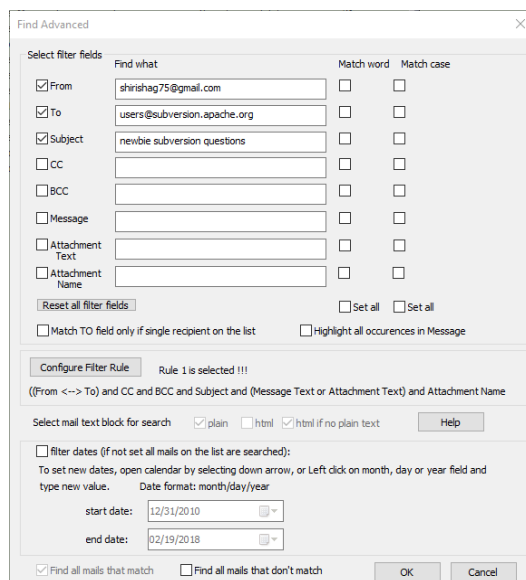 Find Advanced
Select filter fields
Find what Match word Match case
From shirishag75@gmail.com
To users@subversion.apache.org
Subject newbie subversion questions
CC
BCC
Message
Attachment
Text
Attachment
Name
Reset all filter fields Set all Set all
Match TO field only if single recipient on the list Highlight all occurences in Message
Configure Filter Rule Rule 1 is selected !!!
((From <--> To) and CC and BCC and Subject and (Message Text or Attachment Text) and Attachment Name
Select mail text block for search plain html html if no plain text Help
filter dates (if not set all mails on the list are searched):
To set new dates, open calendar by selecting down arrow, or Left click on month, day or year field and
type new value. Date format: month/day/year
start date: 12/31/2010
end date: 02/19/2018
Find all mails that match Find all mails that don't match OK Cancel